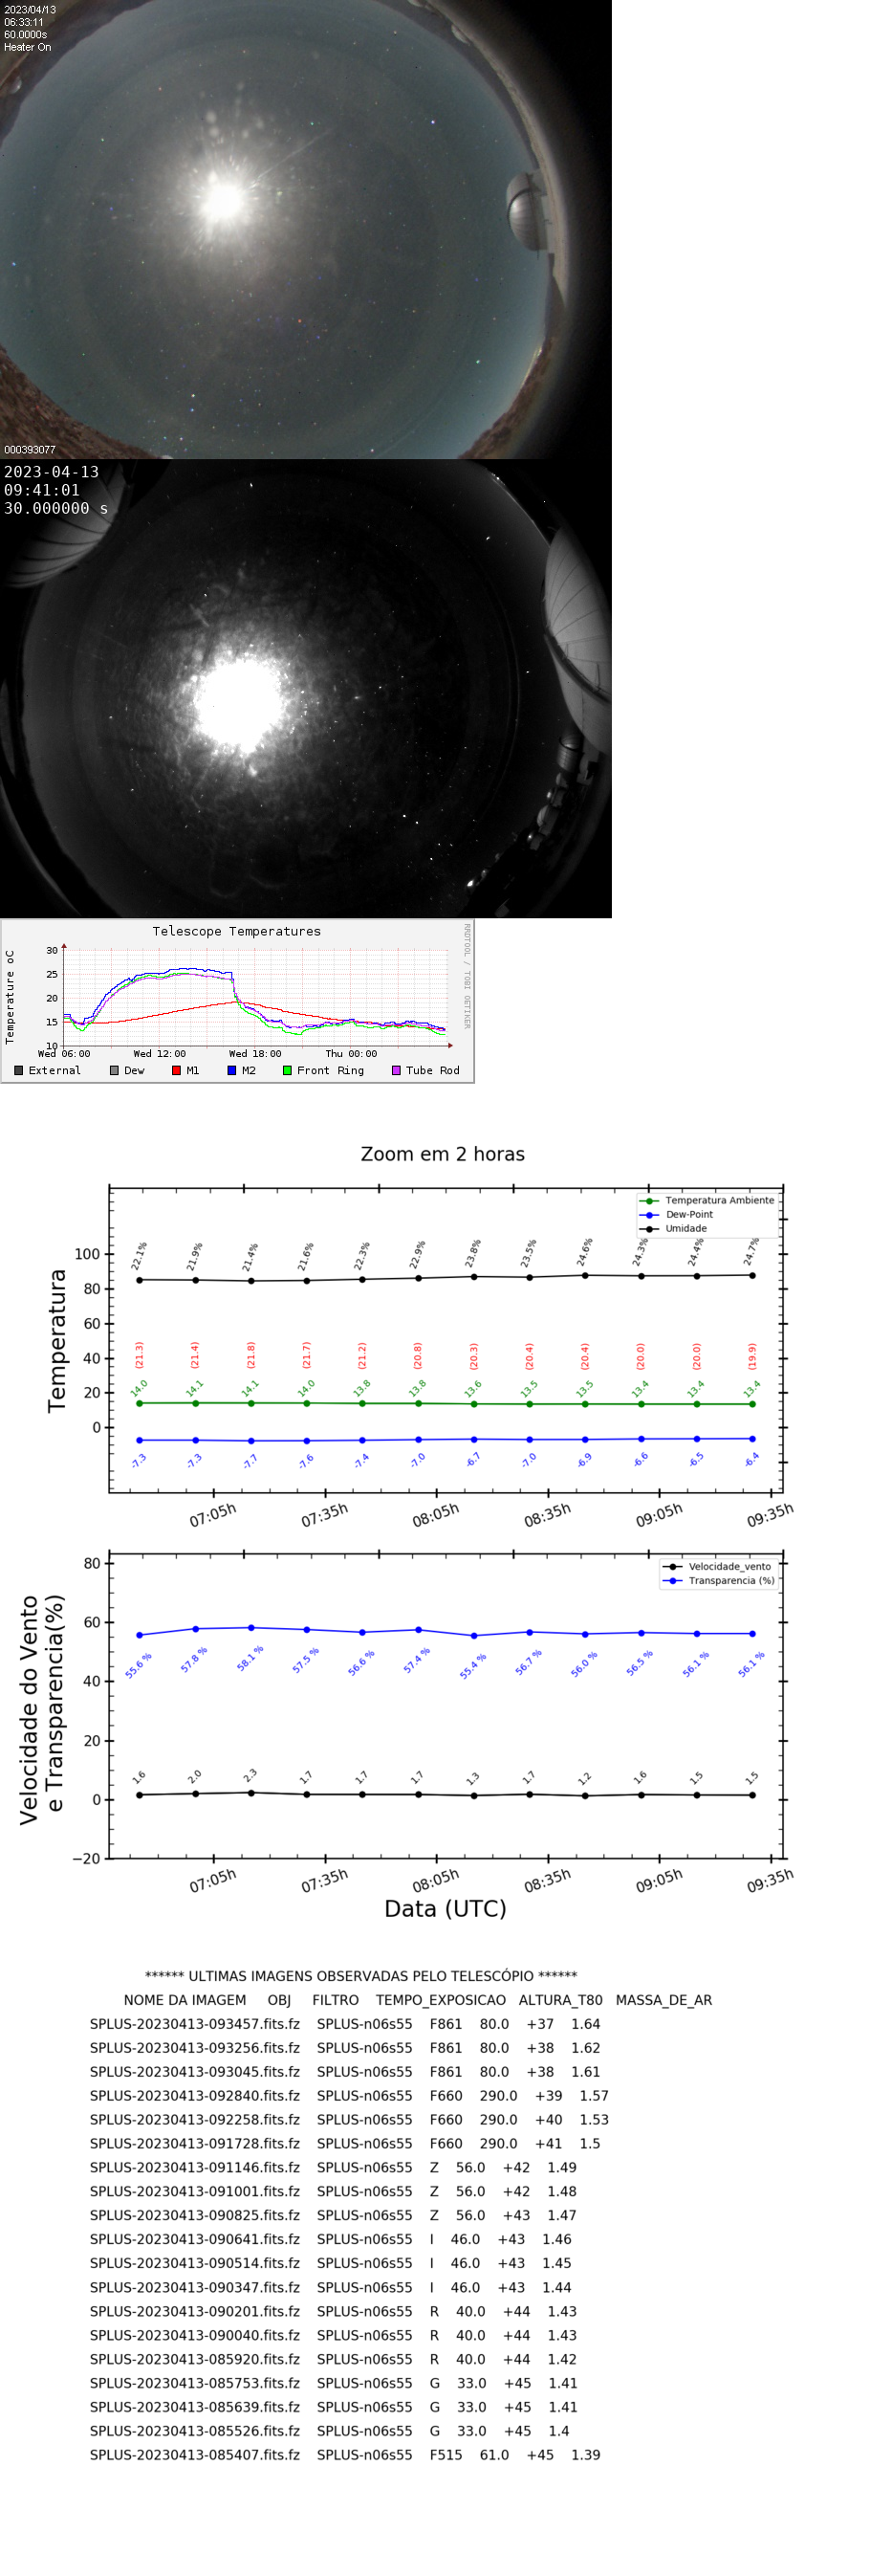 2023/04/13
06:33:11
60.0000s
Heater On
000393077
2023-04-13
09:41:01
30.000000 s
Telescope Temperatures
RRDTOOL / TOBI OETIKER
Temperature oC
30
25
20
15
10
Wed 06:00 Wed 12:00 Wed 18:00 Thu 00:00
External Dew M1 M2 Front Ring Tube Rod
Zoom em 2 horas
Temperatura Ambiente
Dew-Point
Umidade
Temperatura
100
80
60
40
20
0
22.1% 21.9% 21.4% 21.6% 22.3% 22.9% 23.8% 23.5% 24.6% 24.3% 24.4% 24.7%
(21.3) (21.4) (21.8) (21.7) (21.2) (20.8) (20.3) (20.4) (20.4) (20.0) (20.0) (19.9)
14.0 14.1 14.1 14.0 13.8 13.8 13.6 13.5 13.5 13.4 13.4 13.4
-7.3 -7.3 -7.7 -7.6 -7.4 -7.0 -6.7 -7.0 -6.9 -6.6 -6.5 -6.4
07:05h 07:35h 08:05h 08:35h 09:05h 09:35h
Velocidade_vento
Transparencia (%)
Velocidade do Vento
e Transparencia(%)
80
60
40
20
0
−20
55.6 % 57.8 % 58.1 % 57.5 % 56.6 % 57.4 % 55.4 % 56.7 % 56.0 % 56.5 % 56.1 % 56.1 %
1.6 2.0 2.3 1.7 1.7 1.7 1.3 1.7 1.2 1.6 1.5 1.5
07:05h 07:35h 08:05h 08:35h 09:05h 09:35h
Data (UTC)
****** ULTIMAS IMAGENS OBSERVADAS PELO TELESCÓPIO ******
NOME DA IMAGEM OBJ FILTRO TEMPO_EXPOSICAO ALTURA_T80 MASSA_DE_AR
SPLUS-20230413-093457.fits.fz SPLUS-n06s55 F861 80.0 +37 1.64
SPLUS-20230413-093256.fits.fz SPLUS-n06s55 F861 80.0 +38 1.62
SPLUS-20230413-093045.fits.fz SPLUS-n06s55 F861 80.0 +38 1.61
SPLUS-20230413-092840.fits.fz SPLUS-n06s55 F660 290.0 +39 1.57
SPLUS-20230413-092258.fits.fz SPLUS-n06s55 F660 290.0 +40 1.53
SPLUS-20230413-091728.fits.fz SPLUS-n06s55 F660 290.0 +41 1.5
SPLUS-20230413-091146.fits.fz SPLUS-n06s55 Z 56.0 +42 1.49
SPLUS-20230413-091001.fits.fz SPLUS-n06s55 Z 56.0 +42 1.48
SPLUS-20230413-090825.fits.fz SPLUS-n06s55 Z 56.0 +43 1.47
SPLUS-20230413-090641.fits.fz SPLUS-n06s55 I 46.0 +43 1.46
SPLUS-20230413-090514.fits.fz SPLUS-n06s55 I 46.0 +43 1.45
SPLUS-20230413-090347.fits.fz SPLUS-n06s55 I 46.0 +43 1.44
SPLUS-20230413-090201.fits.fz SPLUS-n06s55 R 40.0 +44 1.43
SPLUS-20230413-090040.fits.fz SPLUS-n06s55 R 40.0 +44 1.43
SPLUS-20230413-085920.fits.fz SPLUS-n06s55 R 40.0 +44 1.42
SPLUS-20230413-085753.fits.fz SPLUS-n06s55 G 33.0 +45 1.41
SPLUS-20230413-085639.fits.fz SPLUS-n06s55 G 33.0 +45 1.41
SPLUS-20230413-085526.fits.fz SPLUS-n06s55 G 33.0 +45 1.4
SPLUS-20230413-085407.fits.fz SPLUS-n06s55 F515 61.0 +45 1.39